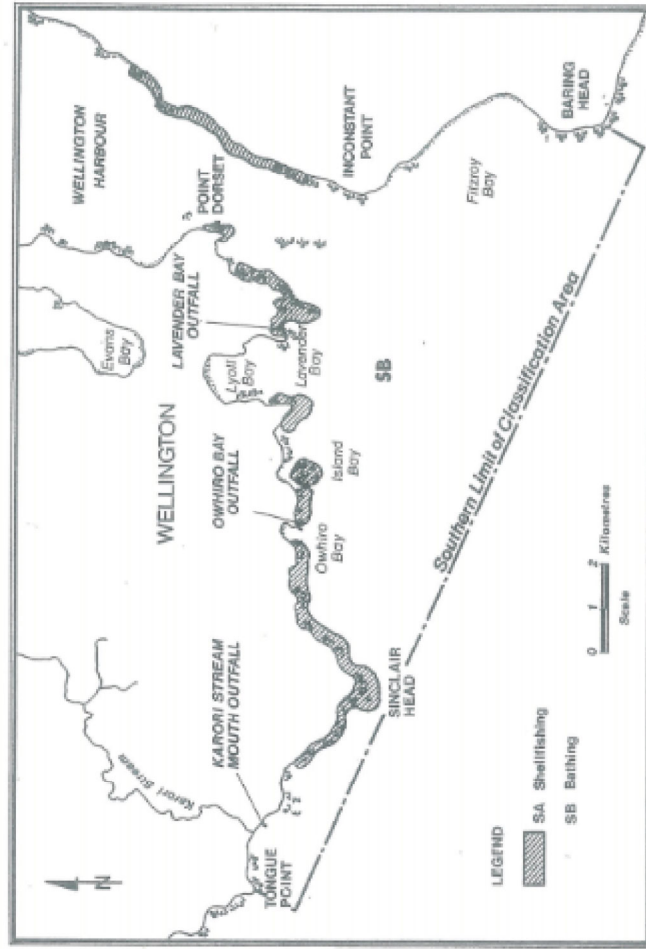 N
Karori Stream
TONGUE
POINT
KARORI STREAM
MOUTH OUTFALL
SINCLAIR
HEAD
WELLINGTON
OWHIRO BAY
OUTFALL
Owhiro
Bay
Island
Bay
Evans
Bay
LAVENDER BAY
OUTFALL
Lyall
Bay
Lavender
Bay
POINT
DORSET
WELLINGTON
HARBOUR
INCONSTANT
POINT
Fitzroy
Bay
BARING
HEAD
SB
Southern Limit of Classification Area
LEGEND
SA Shellfishing
SB Bathing
0 1 2 Kilometres
Scale